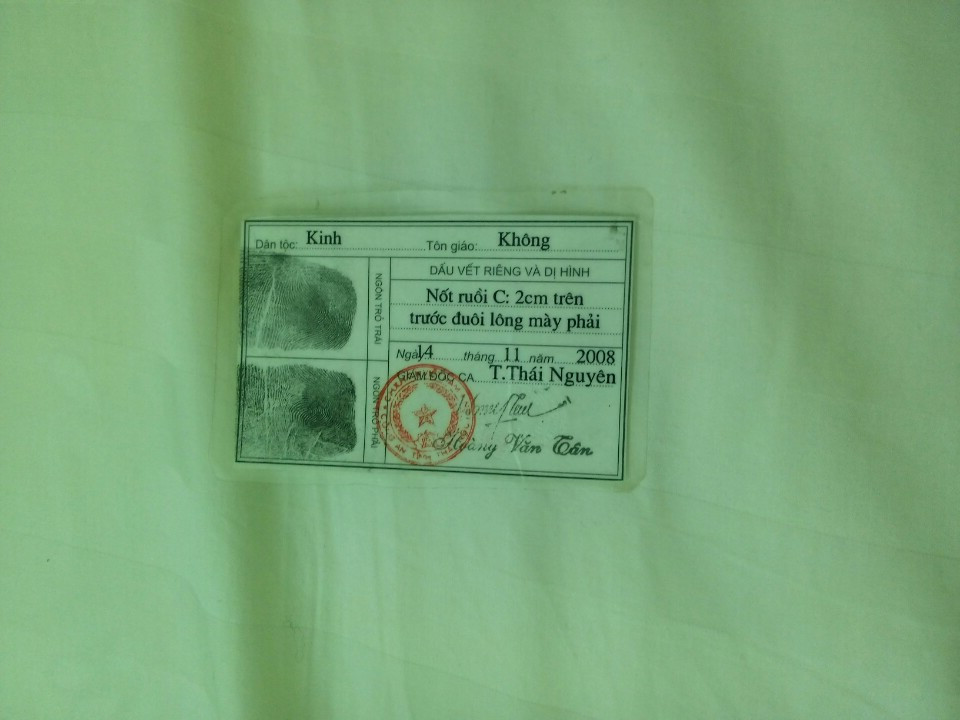 Dân tộc: Kinh Tôn giáo: Không
DẤU VẾT RIÊNG VÀ DỊ HÌNH
Nốt ruồi C: 2cm trên
trước đuôi lông mày phải
NGÓN TRỎ TRÁI
Ngày 14 tháng 11 năm 2008
GIÁM ĐỐC CA T.Thái Nguyên
NGÓN TRỎ PHẢI
Hoàng Văn Tân